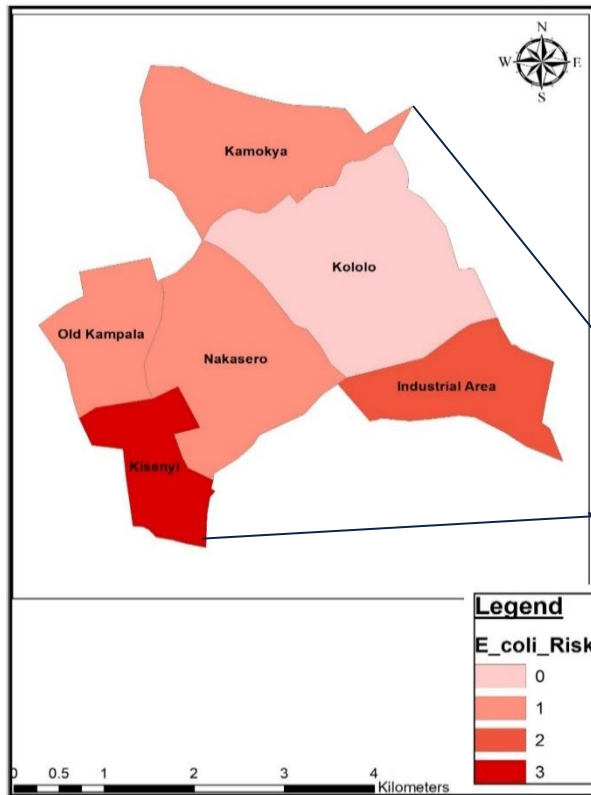 N
W E
S
Kamokya
Kololo
Old Kampala
Nakasero
Industrial Area
Kisenyi
Legend
E_coli_Risk
0
1
2
3
0 0.5 1 2 3 4
Kilometers